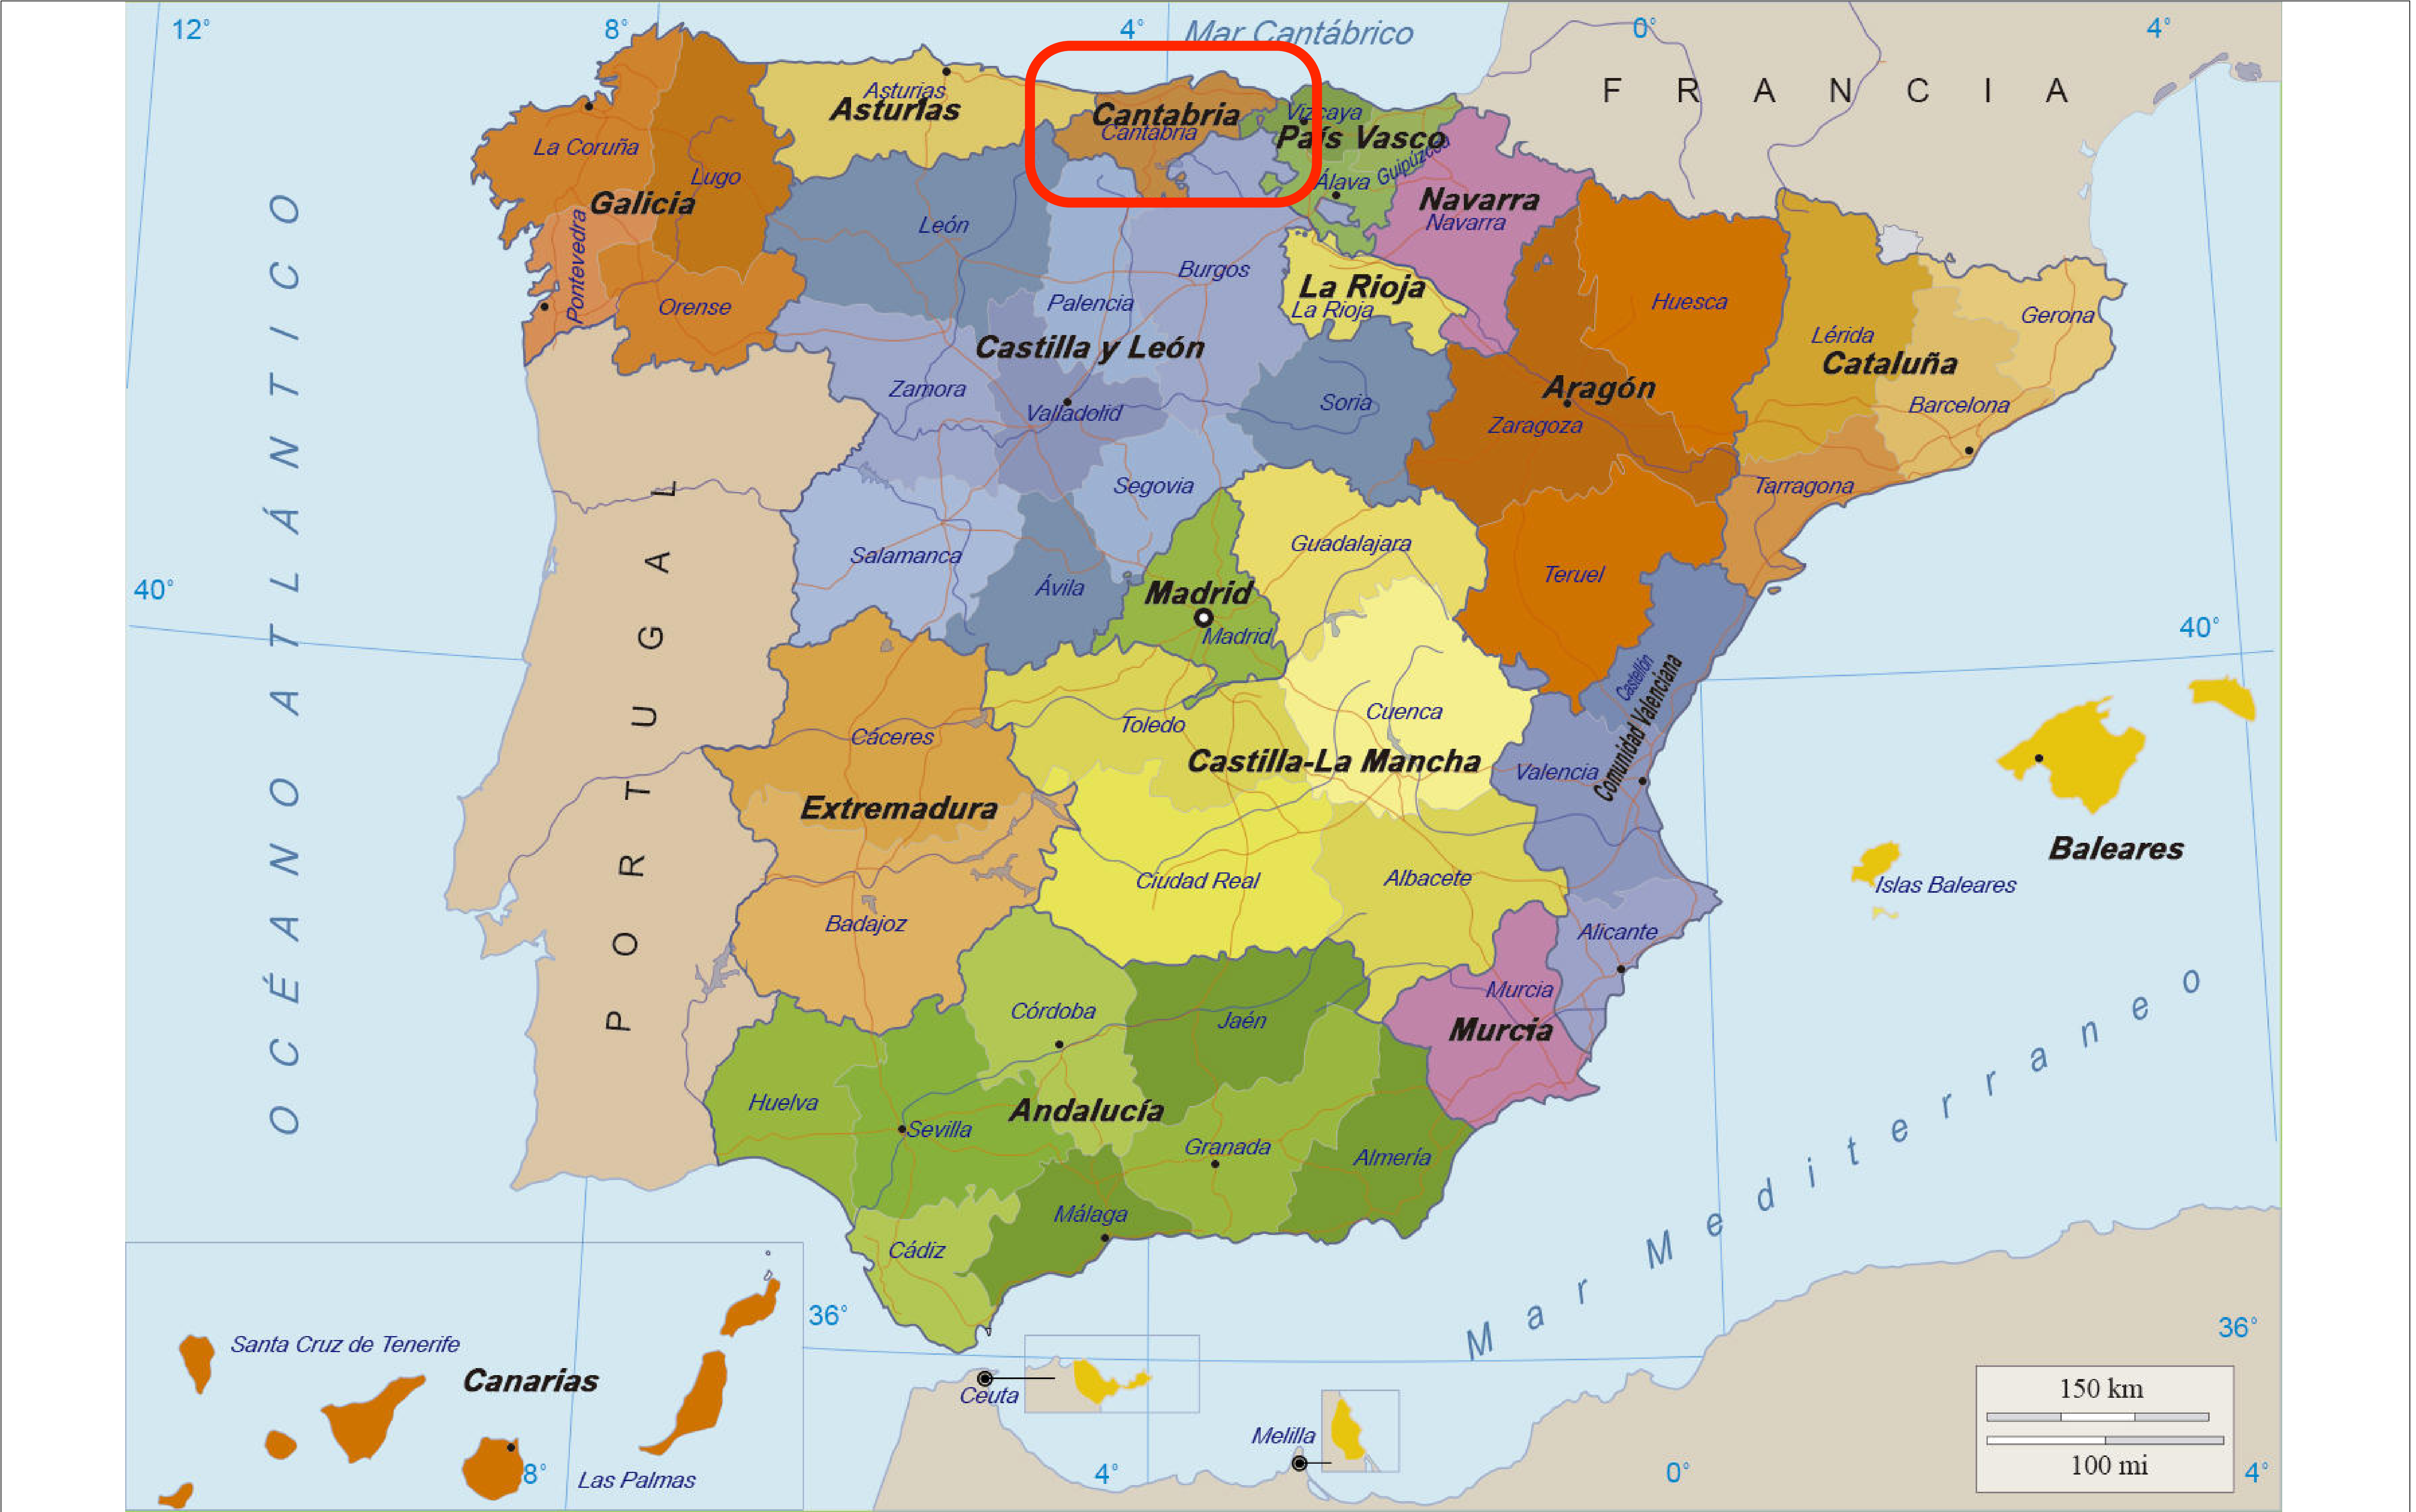 12°
8°
4°
Mar Cantábrico
0°
4°
FRANCIA
Asturias
Asturias
Cantabria
Cantabria
Vizcaya
País Vasco
Guipúzcoa
Álava
La Coruña
Lugo
Galicia
Pontevedra
Orense
León
Navarra
Navarra
Burgos
Palencia
La Rioja
La Rioja
Huesca
Gerona
Lérida
Cataluña
Castilla y León
Zamora
Valladolid
Soria
Aragón
Zaragoza
Barcelona
Tarragona
Segovia
Salamanca
Ávila
Guadalajara
Teruel
Madrid
Madrid
OCÉANO ATLÁNTICO
PORTUGAL
40°
40°
Castellón
Comunidad Valenciana
Cuenca
Toledo
Cáceres
Castilla-La Mancha
Valencia
Extremadura
Baleares
Islas Baleares
Ciudad Real
Albacete
Badajoz
Alicante
Murcia
Murcia
Córdoba
Jaén
Huelva
Sevilla
Andalucía
Granada
Almería
Málaga
Cádiz
Mar Mediterraneo
36°
36°
Santa Cruz de Tenerife
Canarias
Las Palmas
Ceuta
Melilla
8°
4°
0°
4°
150 km
100 mi